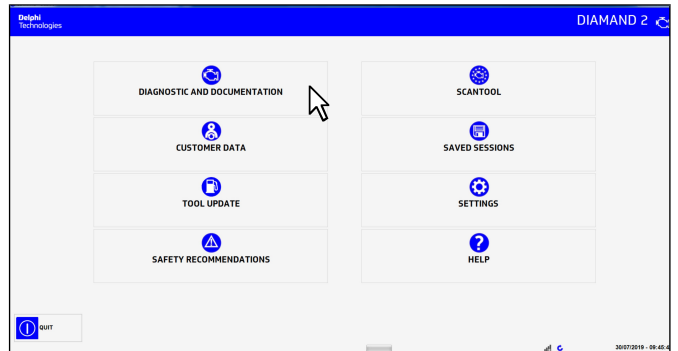 Delphi
Technologies
DIAMAND 2
DIAGNOSTIC AND DOCUMENTATION
SCANTOOL
CUSTOMER DATA
SAVED SESSIONS
TOOL UPDATE
SETTINGS
SAFETY RECOMMENDATIONS
HELP
QUIT
30/07/2019 - 09:45:4